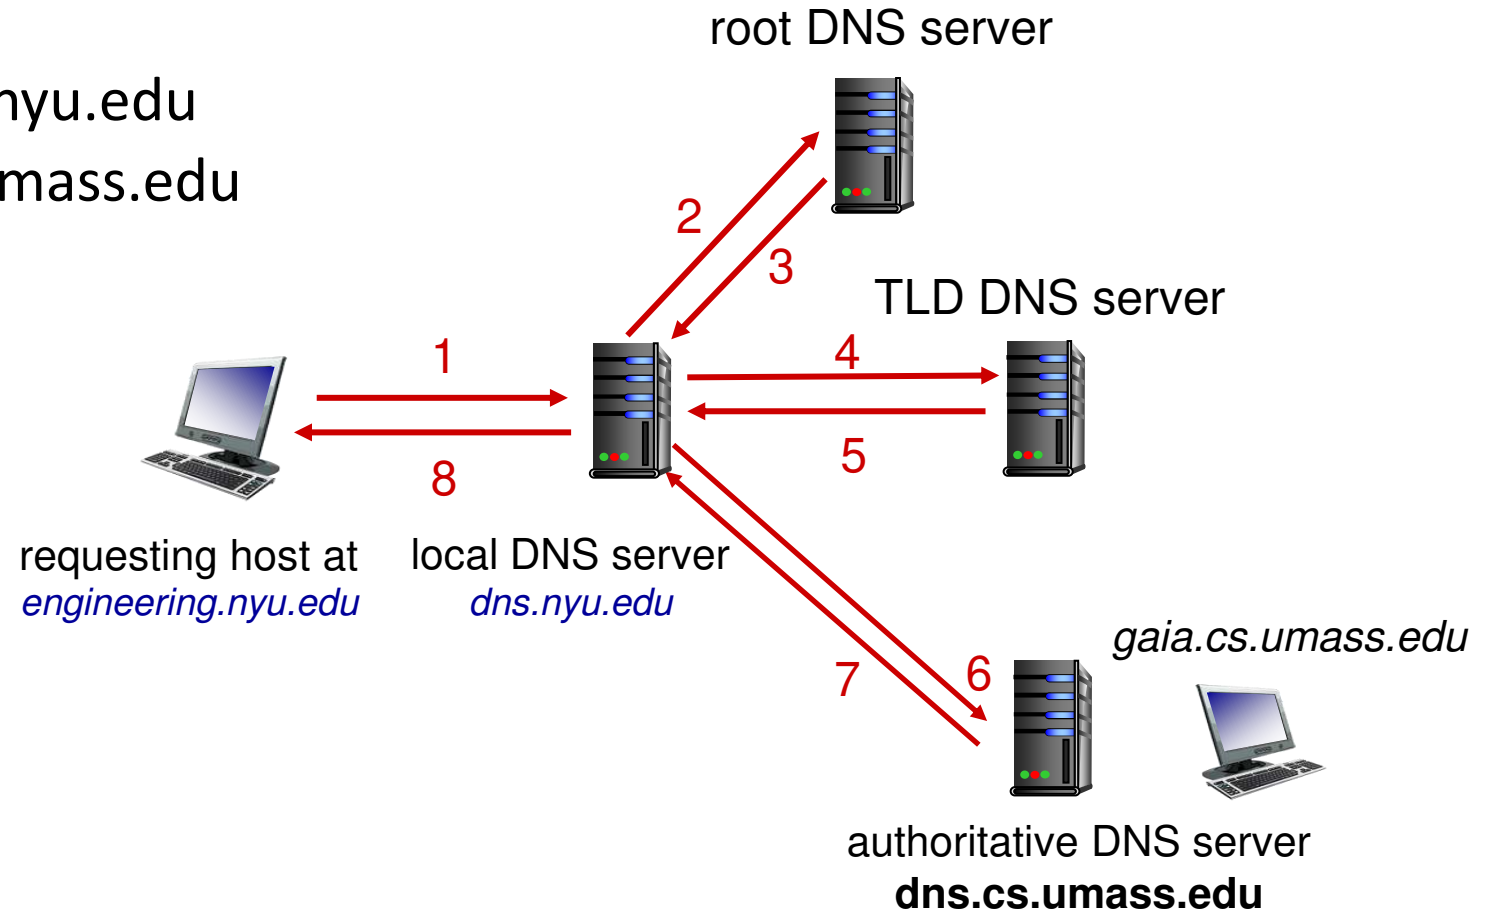 root DNS server
nyu.edu
mass.edu
2
3
TLD DNS server
1
4
5
8
requesting host at
engineering.nyu.edu
local DNS server
dns.nyu.edu
gaia.cs.umass.edu
6
7
authoritative DNS server
dns.cs.umass.edu